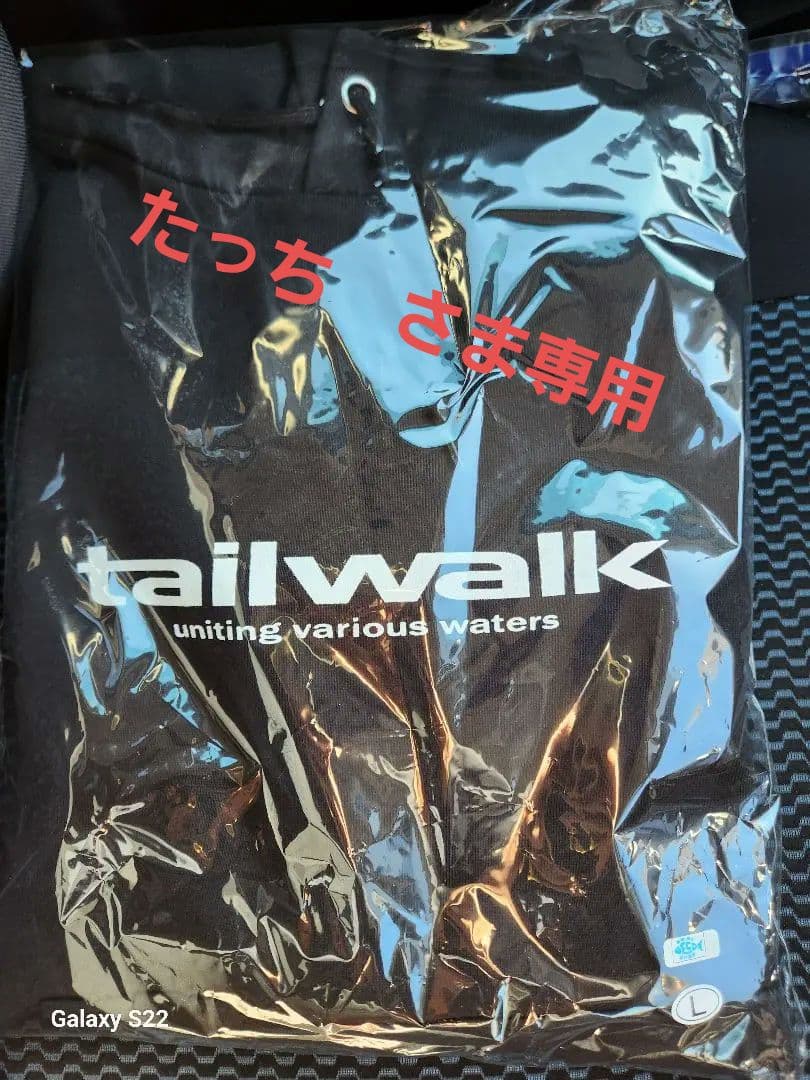 たっち さま専用
tailwalk
uniting various waters
L
Galaxy S22